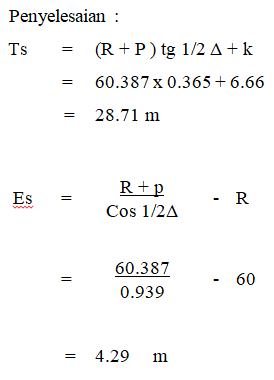 Penyelesaian :
Ts = (R + P ) tg 1/2 Δ + k
= 60.387 x 0.365 + 6.66
= 28.71 m
Es = R + p - R
Cos 1/2Δ
= 60.387 - 60
0.939
= 4.29 m